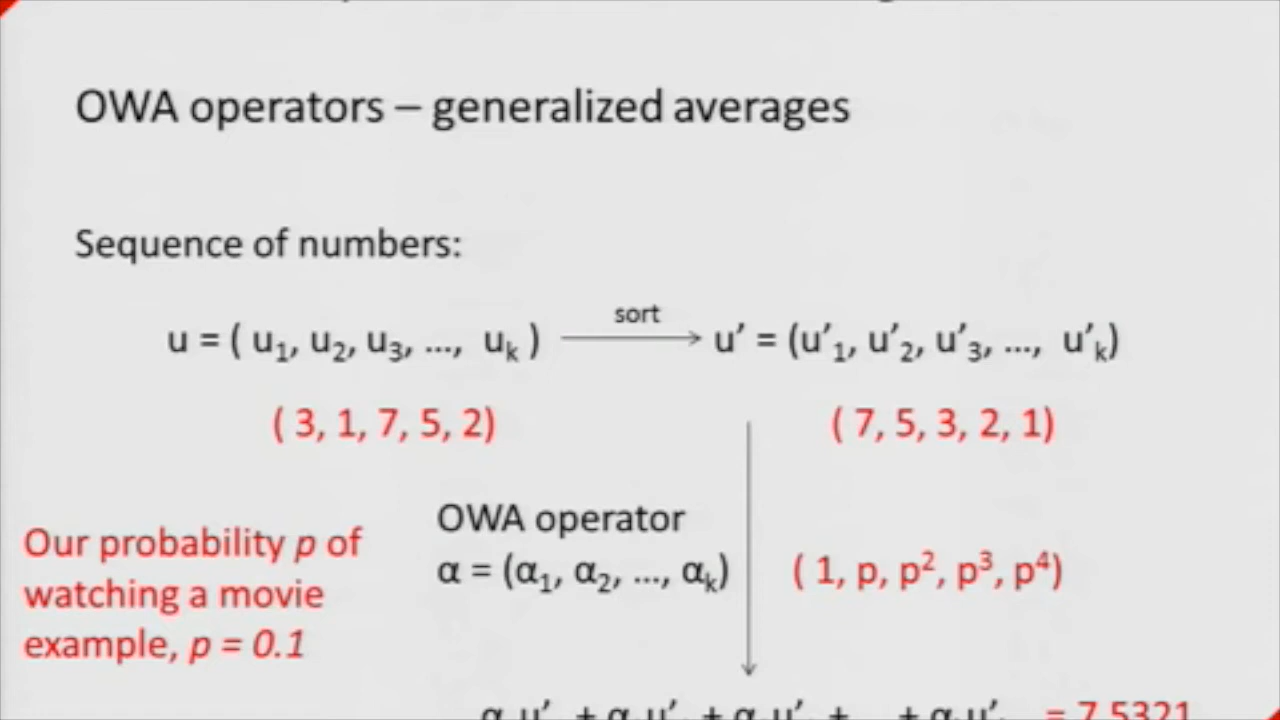 OWA operators – generalized averages
Sequence of numbers:
sort
u = ( u₁, u₂, u₃, ..., uₖ ) u′ = (u′₁, u′₂, u′₃, ..., u′ₖ)
( 3, 1, 7, 5, 2) ( 7, 5, 3, 2, 1)
OWA operator
α = (α₁, α₂, ..., αₖ) ( 1, p, p², p³, p⁴)
Our probability p of
watching a movie
example, p = 0.1
= 7.5321